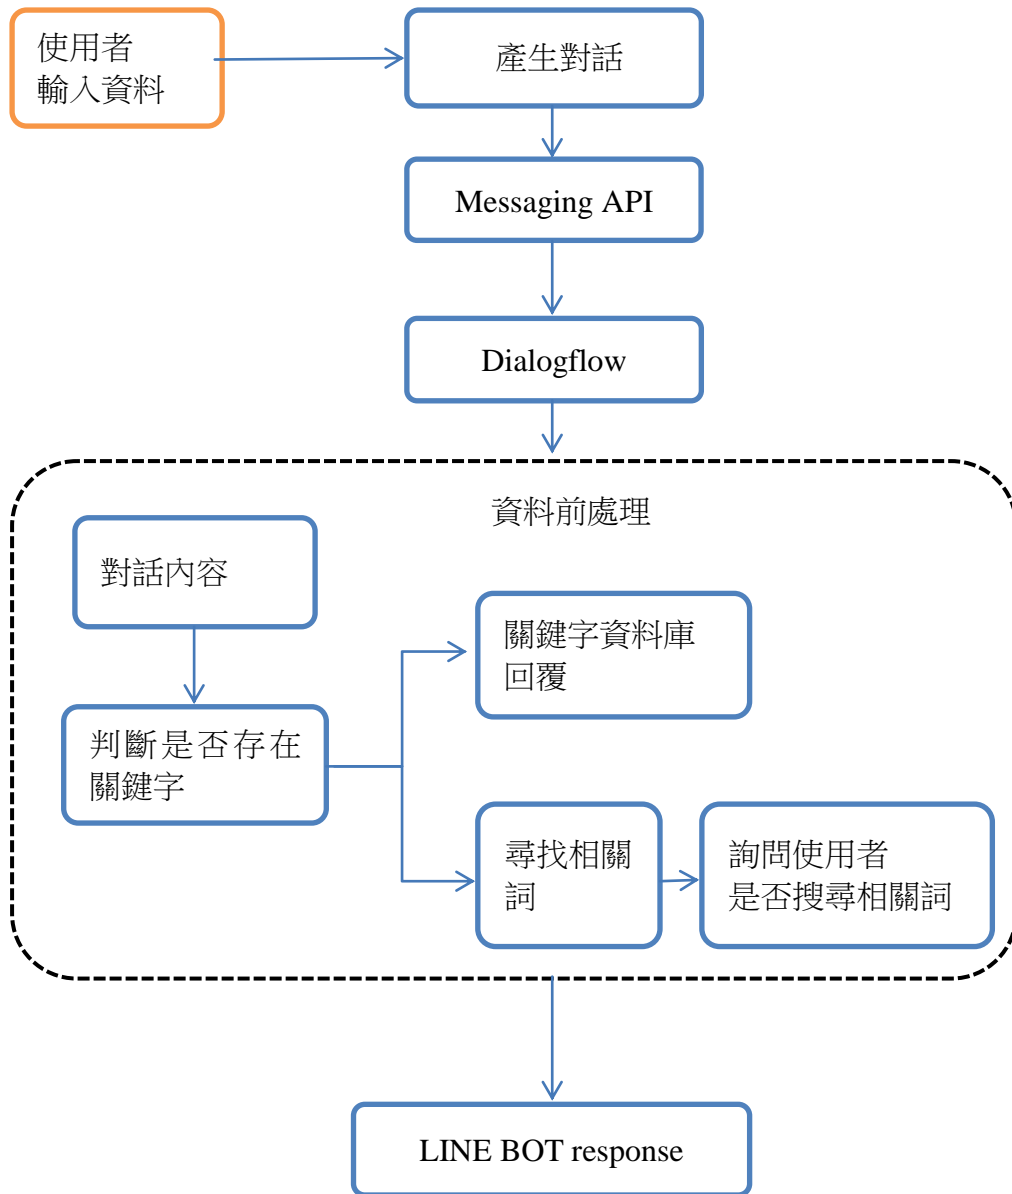 使用者
輸入資料
產生對話
Messaging API
Dialogflow
資料前處理
對話內容
關鍵字資料庫
回覆
判斷是否存在
關鍵字
尋找相關
詞
詢問使用者
是否搜尋相關詞
LINE BOT response